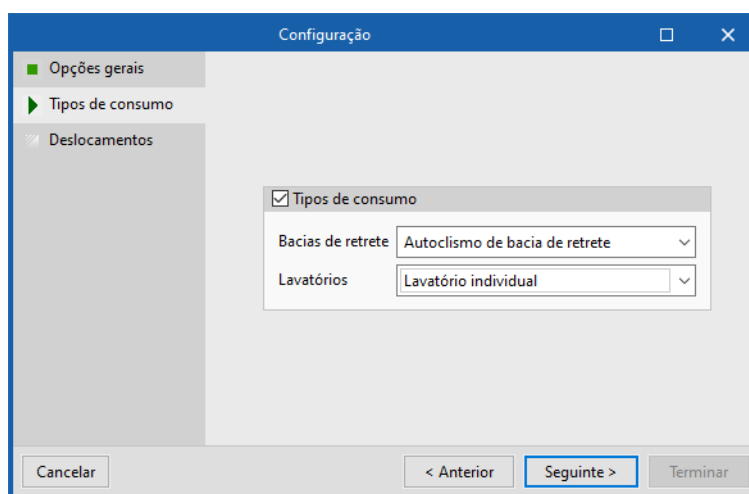 Configuração
Opções gerais
Tipos de consumo
Deslocamentos
Tipos de consumo
Bacias de retrete Autoclismo de bacia de retrete
Lavatórios Lavatório individual
Cancelar < Anterior Seguinte > Terminar